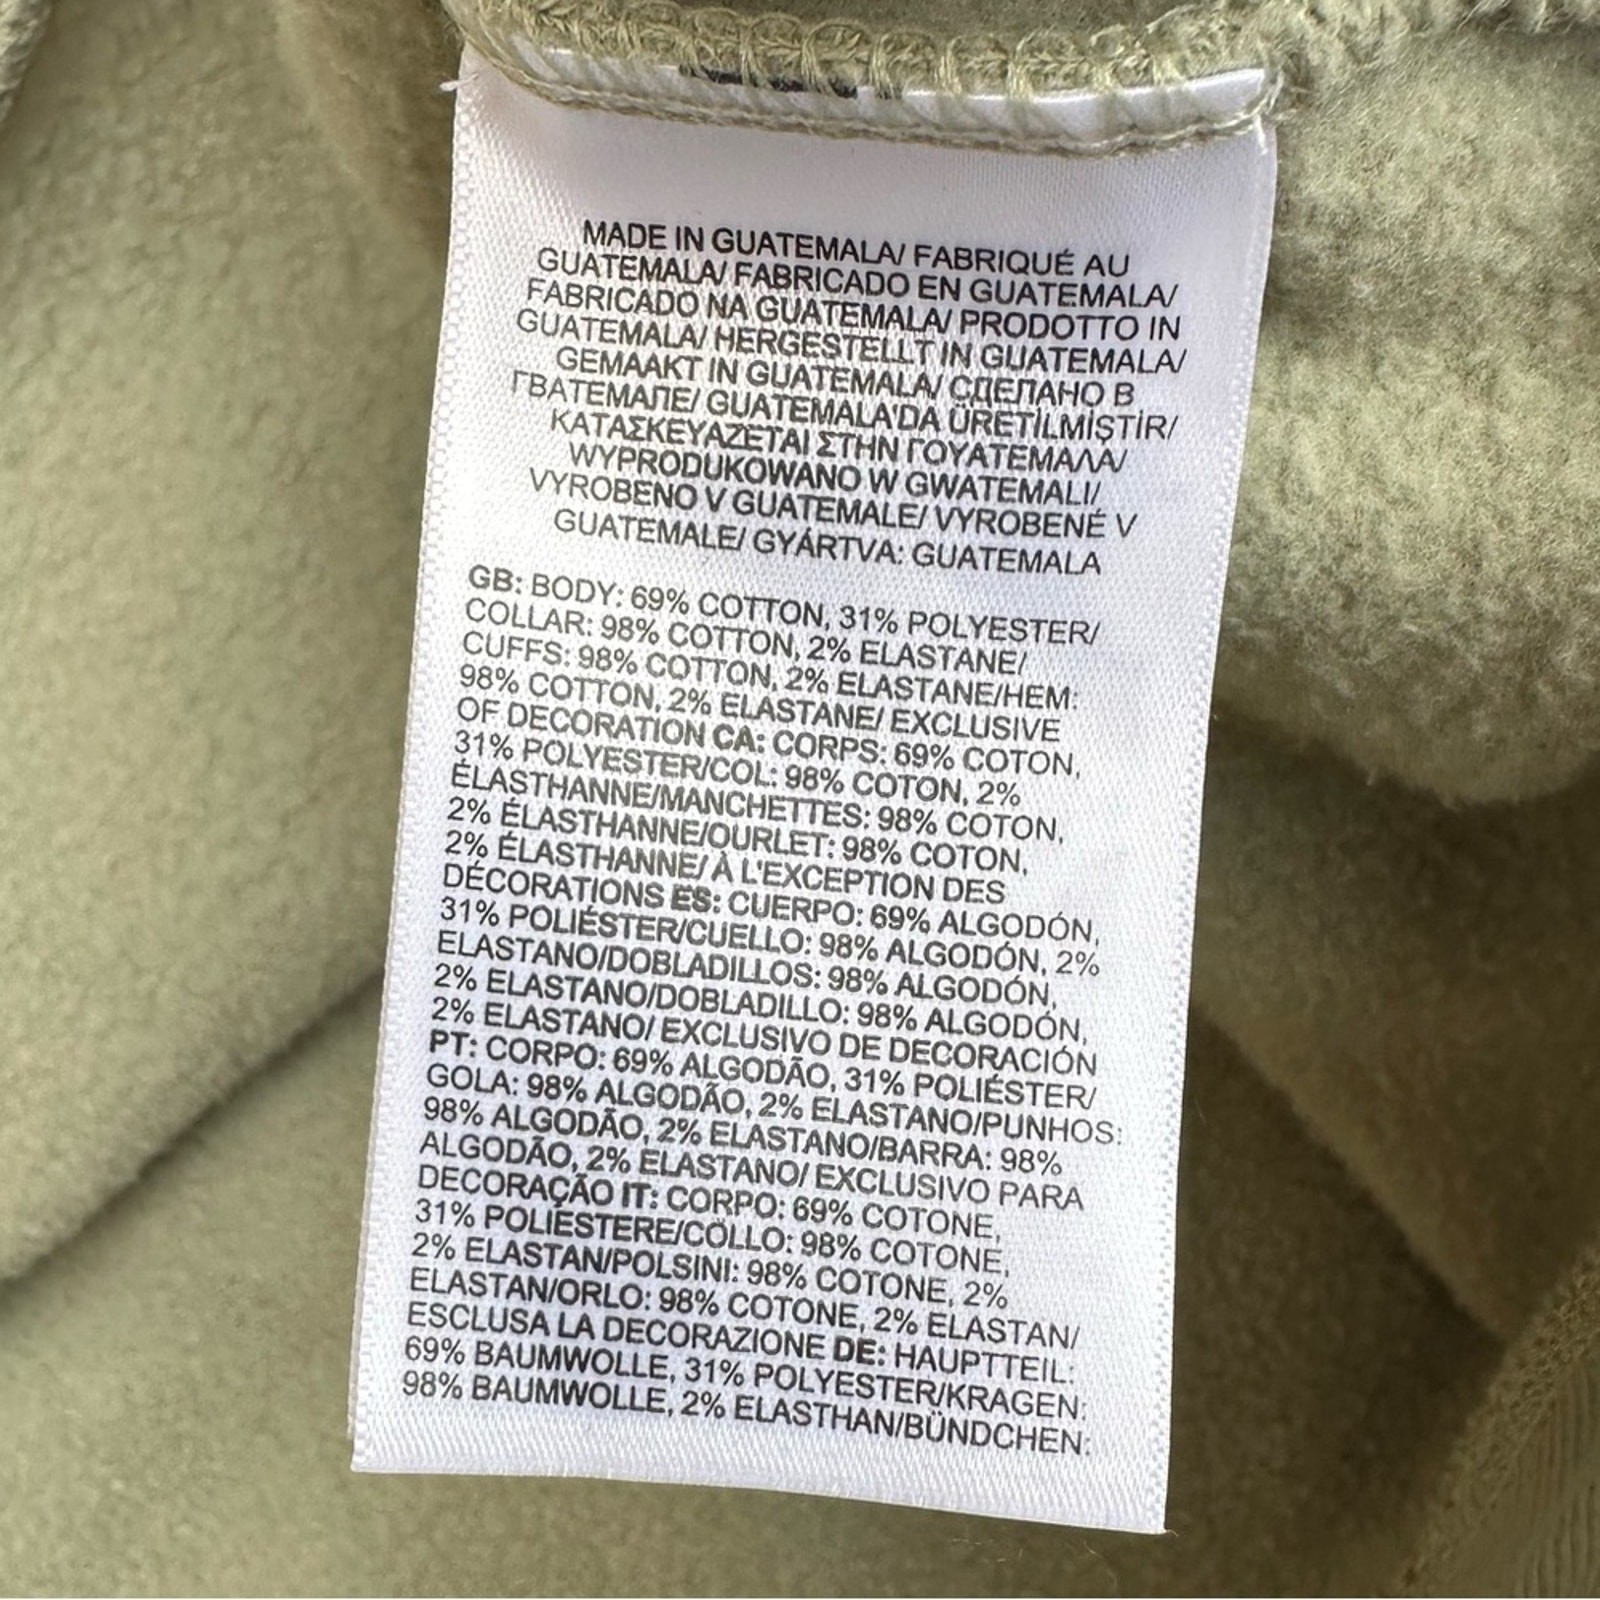 MADE IN GUATEMALA/ FABRIQUÉ AU
GUATEMALA/ FABRICADO EN GUATEMALA/
FABRICADO NA GUATEMALA/ PRODOTTO IN
GUATEMALA/ HERGESTELLT IN GUATEMALA/
GEMAAKT IN GUATEMALA/ СДЕЛАНО В
ГВАТЕМАЛЕ/ GUATEMALA'DA ÜRETİLMİŞTİR/
ΚΑΤΑΣΚΕΥΑΖΕΤΑΙ ΣΤΗΝ ΓΟΥΑΤΕΜΑΛΑ/
WYPRODUKOWANO W GWATEMALI/
VYROBENO V GUATEMALE/ VYROBENÉ V
GUATEMALE/ GYÁRTVA: GUATEMALA
GB: BODY: 69% COTTON, 31% POLYESTER/
COLLAR: 98% COTTON, 2% ELASTANE/
CUFFS: 98% COTTON, 2% ELASTANE/HEM:
98% COTTON, 2% ELASTANE/ EXCLUSIVE
OF DECORATION CA: CORPS: 69% COTON,
31% POLYESTER/COL: 98% COTON, 2%
ÉLASTHANNE/MANCHETTES: 98% COTON,
2% ÉLASTHANNE/OURLET: 98% COTON,
2% ÉLASTHANNE/ À L'EXCEPTION DES
DÉCORATIONS ES: CUERPO: 69% ALGODÓN,
31% POLIÉSTER/CUELLO: 98% ALGODÓN, 2%
ELASTANO/DOBLADILLOS: 98% ALGODÓN,
2% ELASTANO/DOBLADILLO: 98% ALGODÓN,
2% ELASTANO/ EXCLUSIVO DE DECORACIÓN
PT: CORPO: 69% ALGODÃO, 31% POLIÉSTER/
GOLA: 98% ALGODÃO, 2% ELASTANO/PUNHOS:
98% ALGODÃO, 2% ELASTANO/BARRA: 98%
ALGODÃO, 2% ELASTANO/ EXCLUSIVO PARA
DECORAÇÃO IT: CORPO: 69% COTONE,
31% POLIESTERE/COLLO: 98% COTONE,
2% ELASTAN/POLSINI: 98% COTONE, 2%
ELASTAN/ORLO: 98% COTONE, 2% ELASTAN/
ESCLUSA LA DECORAZIONE DE: HAUPTTEIL:
69% BAUMWOLLE, 31% POLYESTER/KRAGEN:
98% BAUMWOLLE, 2% ELASTHAN/BÜNDCHEN: